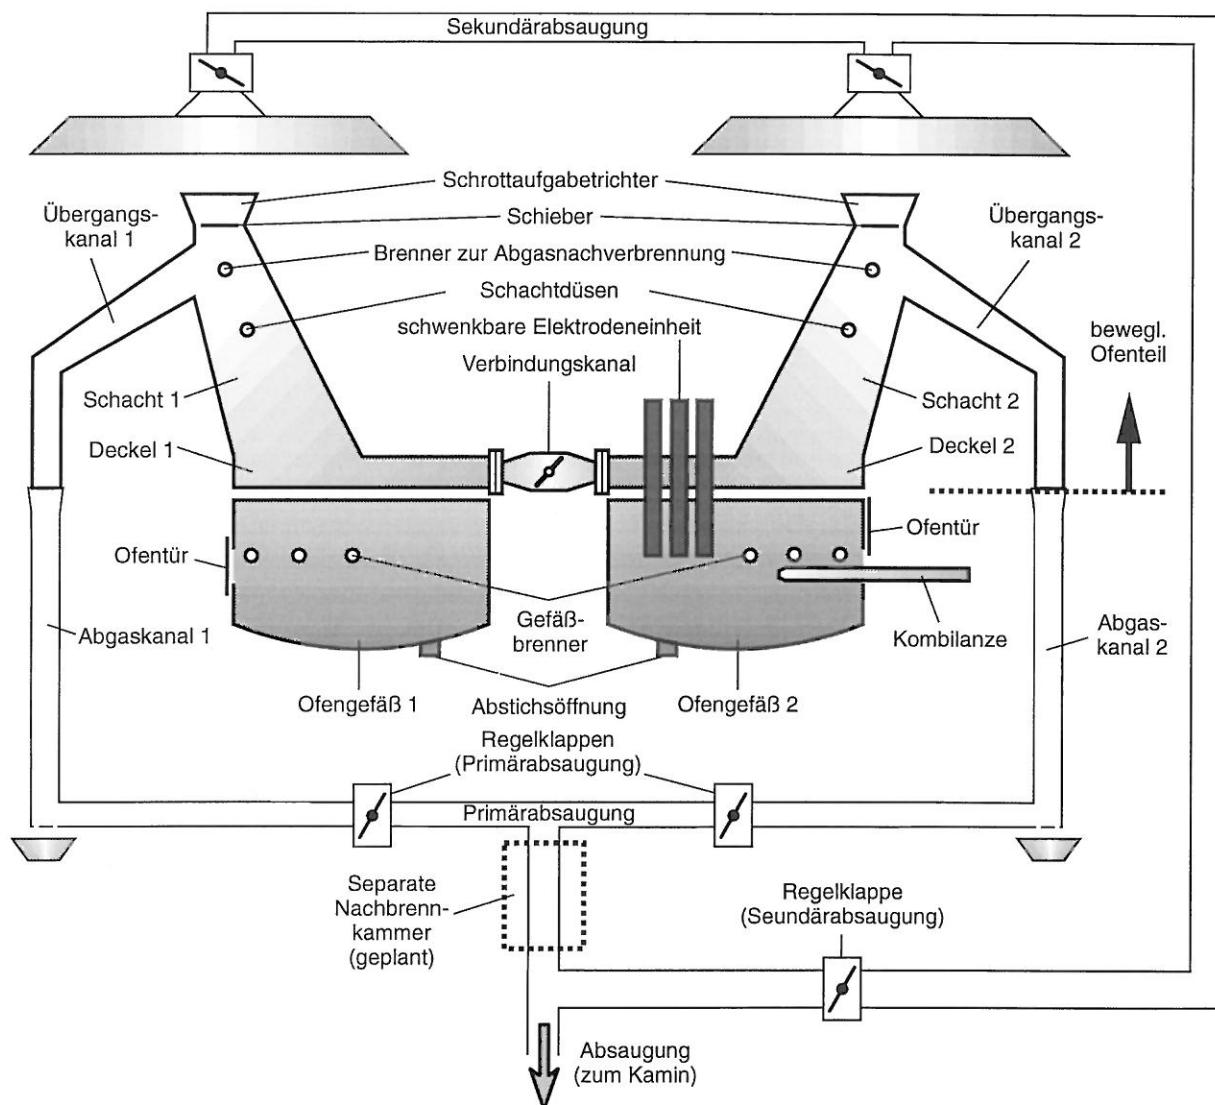 Sekundärabsaugung
Schrottaufgabetrichter
Übergangs-
kanal 1
Schieber
Übergangs-
kanal 2
Brenner zur Abgasnachverbrennung
Schachtdüsen
schwenkbare Elektrodeneinheit
bewegl.
Ofenteil
Verbindungskanal
Schacht 1
Schacht 2
Deckel 1
Deckel 2
Ofentür
Ofentür
Abgaskanal 1
Gefäß-
brenner
Kombilanze
Abgas-
kanal 2
Ofengefäß 1
Abstichsöffnung
Ofengefäß 2
Regelklappen
(Primärabsaugung)
Primärabsaugung
Separate
Nachbrenn-
kammer
(geplant)
Regelklappe
(Seundärabsaugung)
Absaugung
(zum Kamin)